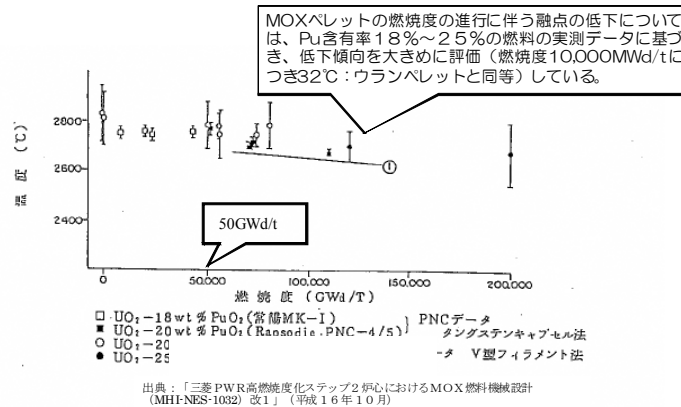 MOXペレットの燃焼度の進行に伴う融点の低下について
は、Pu含有率18%～25%の燃料の実測データに基づ
き、低下傾向を大きめに評価（燃焼度10,000MWd/tに
つき32℃：ウランペレットと同等）している。
温度 (℃)
2800
2600
2400
①
50GWd/t
0
50,000
100,000
150,000
200,000
燃焼度 (GWd/T)
□ UO₂-18wt%PuO₂(常陽MK-I)
UO₂-20wt%PuO₂(Rapsodie.PNC-4/5)
PNCデータ
タングステンキャプセル法
○ UO₂-20
● UO₂-25
-タ V型フィラメント法
出典：「三菱PWR高燃焼度化ステップ2炉心におけるMOX燃料機械設計
（MHI-NES-1032）改1」（平成16年10月）